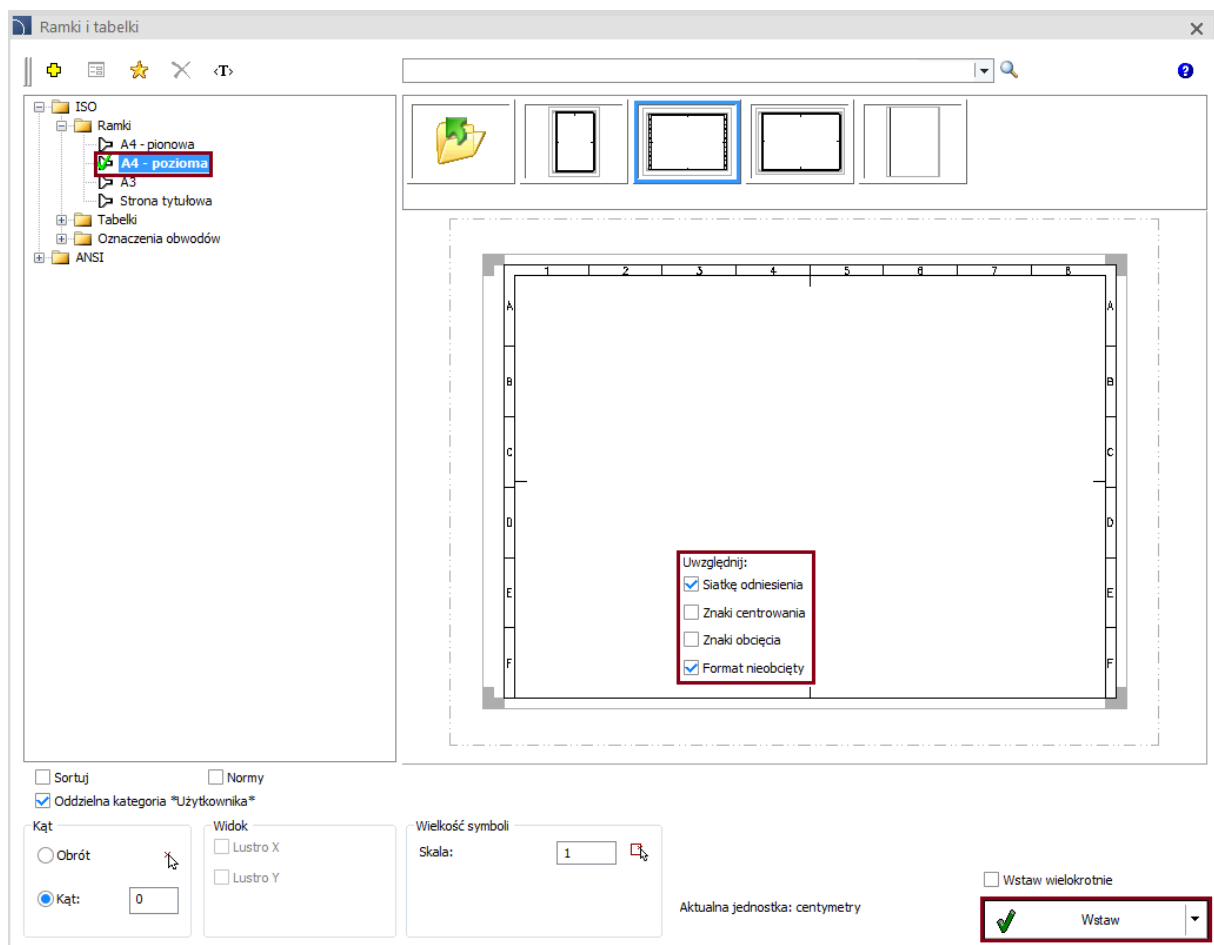 Ramki i tabelki
<T>
ISO
Ramki
A4 - pionowa
A4 - pozioma
A3
Strona tytułowa
Tabelki
Oznaczenia obwodów
ANSI
1 2 3 4 5 6 7 8
A A
B B
C C
D D
E E
F F
Uwzględnij:
Siatkę odniesienia
Znaki centrowania
Znaki obcięcia
Format nieobcięty
Sortuj Normy
Oddzielna kategoria *Użytkownika*
Kąt Widok Wielkość symboli
Obrót Lustro X Skala: 1
Lustro Y
Kąt: 0
Aktualna jednostka: centymetry
Wstaw wielokrotnie
Wstaw